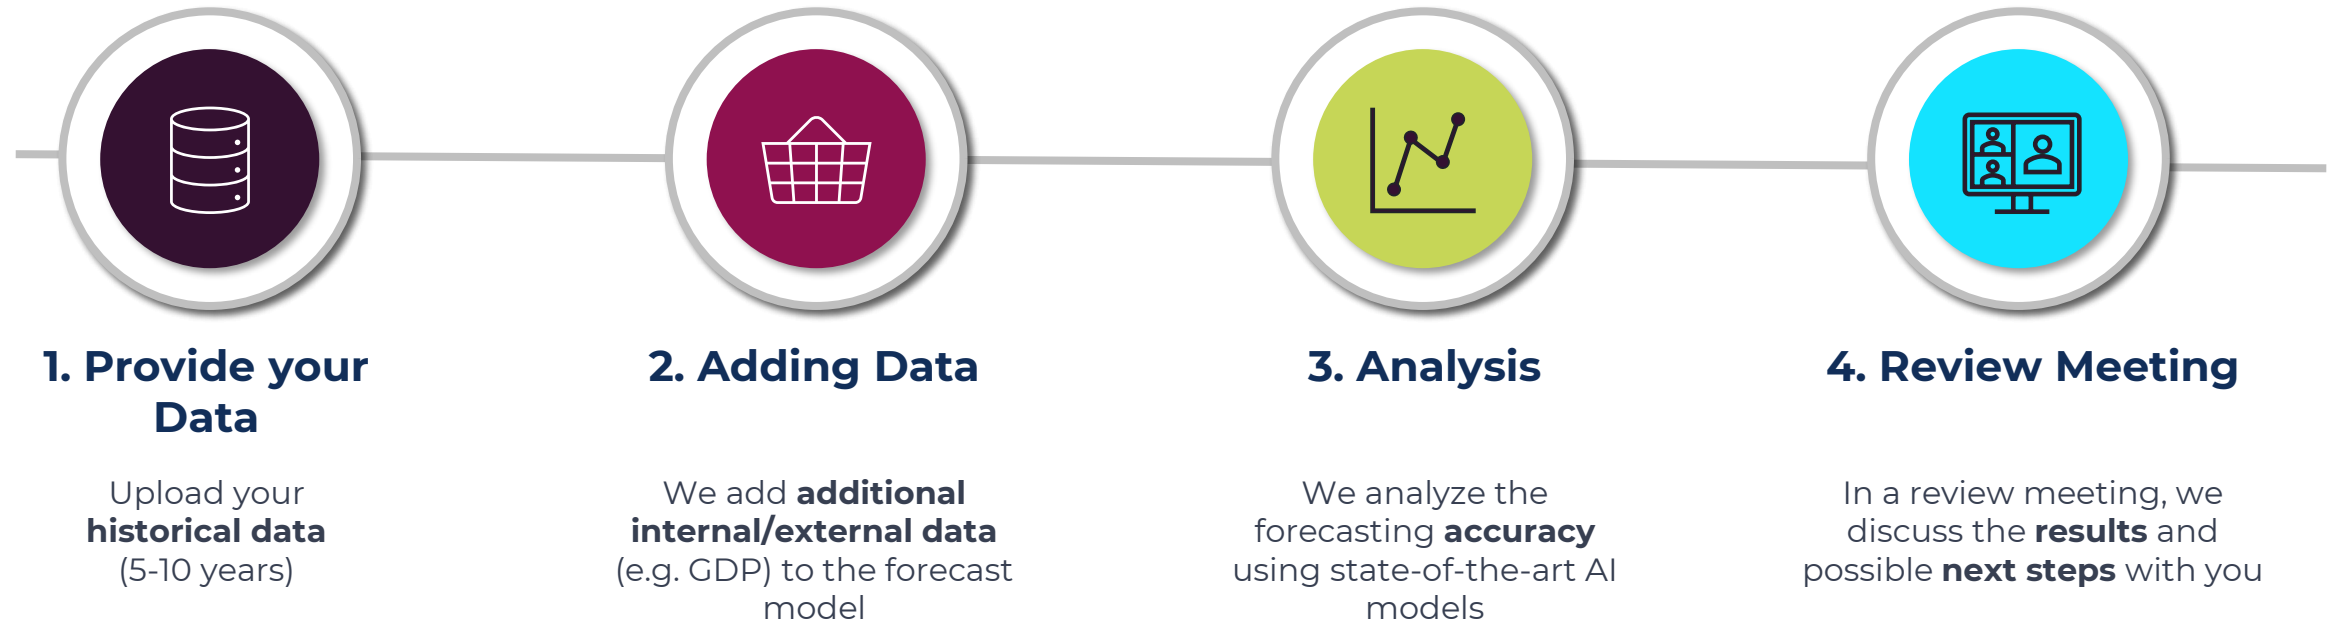 1. Provide your
Data
Upload your
historical data
(5-10 years)
2. Adding Data
We add additional
internal/external data
(e.g. GDP) to the forecast
model
3. Analysis
We analyze the
forecasting accuracy
using state-of-the-art AI
models
4. Review Meeting
In a review meeting, we
discuss the results and
possible next steps with you